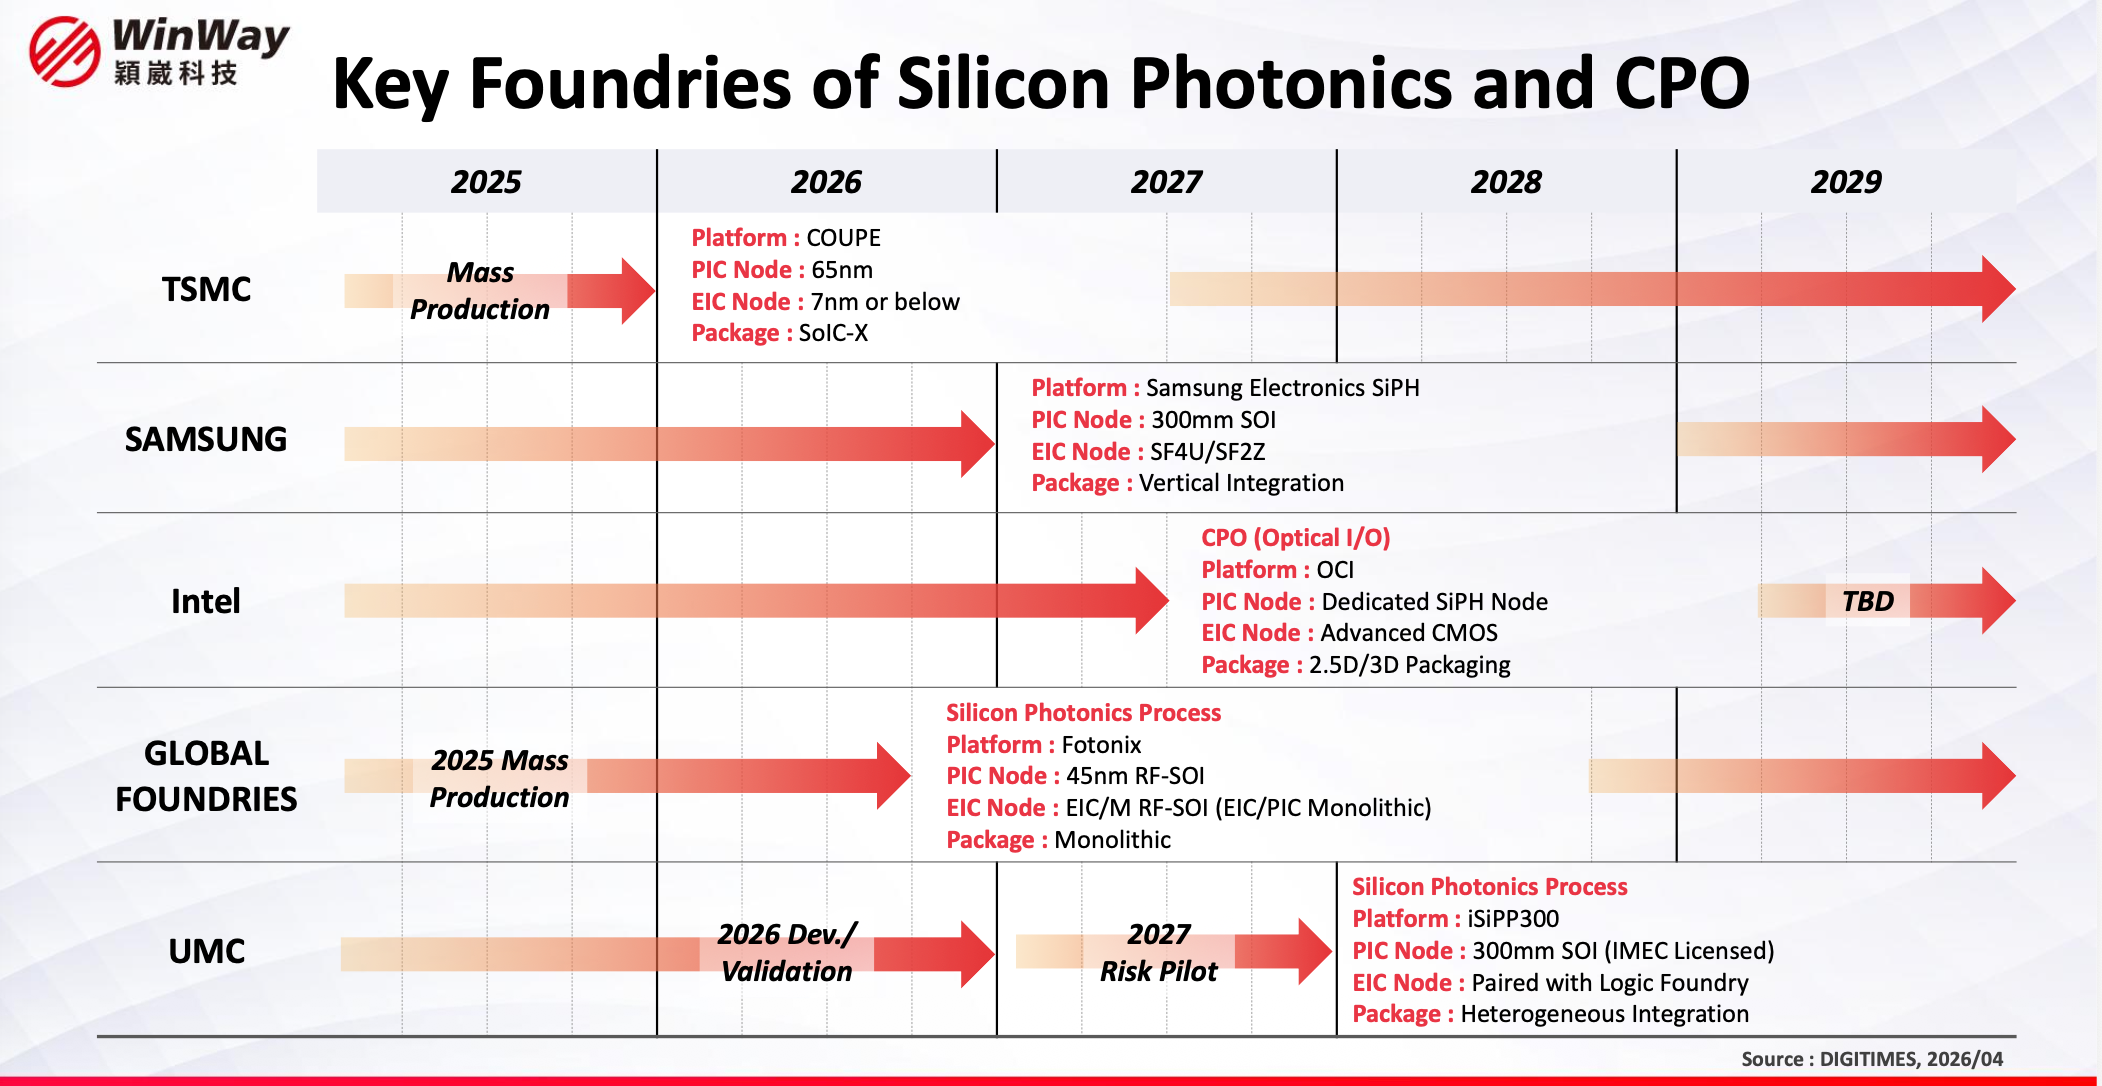 WinWay
穎崴科技
Key Foundries of Silicon Photonics and CPO
2025
2026
2027
2028
2029
TSMC
Mass
Production
Platform : COUPE
PIC Node : 65nm
EIC Node : 7nm or below
Package : SoIC-X
SAMSUNG
Platform : Samsung Electronics SiPH
PIC Node : 300mm SOI
EIC Node : SF4U/SF2Z
Package : Vertical Integration
Intel
CPO (Optical I/O)
Platform : OCI
PIC Node : Dedicated SiPH Node
EIC Node : Advanced CMOS
Package : 2.5D/3D Packaging
TBD
GLOBAL
FOUNDRIES
2025 Mass
Production
Silicon Photonics Process
Platform : Fotonix
PIC Node : 45nm RF-SOI
EIC Node : EIC/M RF-SOI (EIC/PIC Monolithic)
Package : Monolithic
UMC
2026 Dev./
Validation
2027
Risk Pilot
Silicon Photonics Process
Platform : iSiPP300
PIC Node : 300mm SOI (IMEC Licensed)
EIC Node : Paired with Logic Foundry
Package : Heterogeneous Integration
Source : DIGITIMES, 2026/04